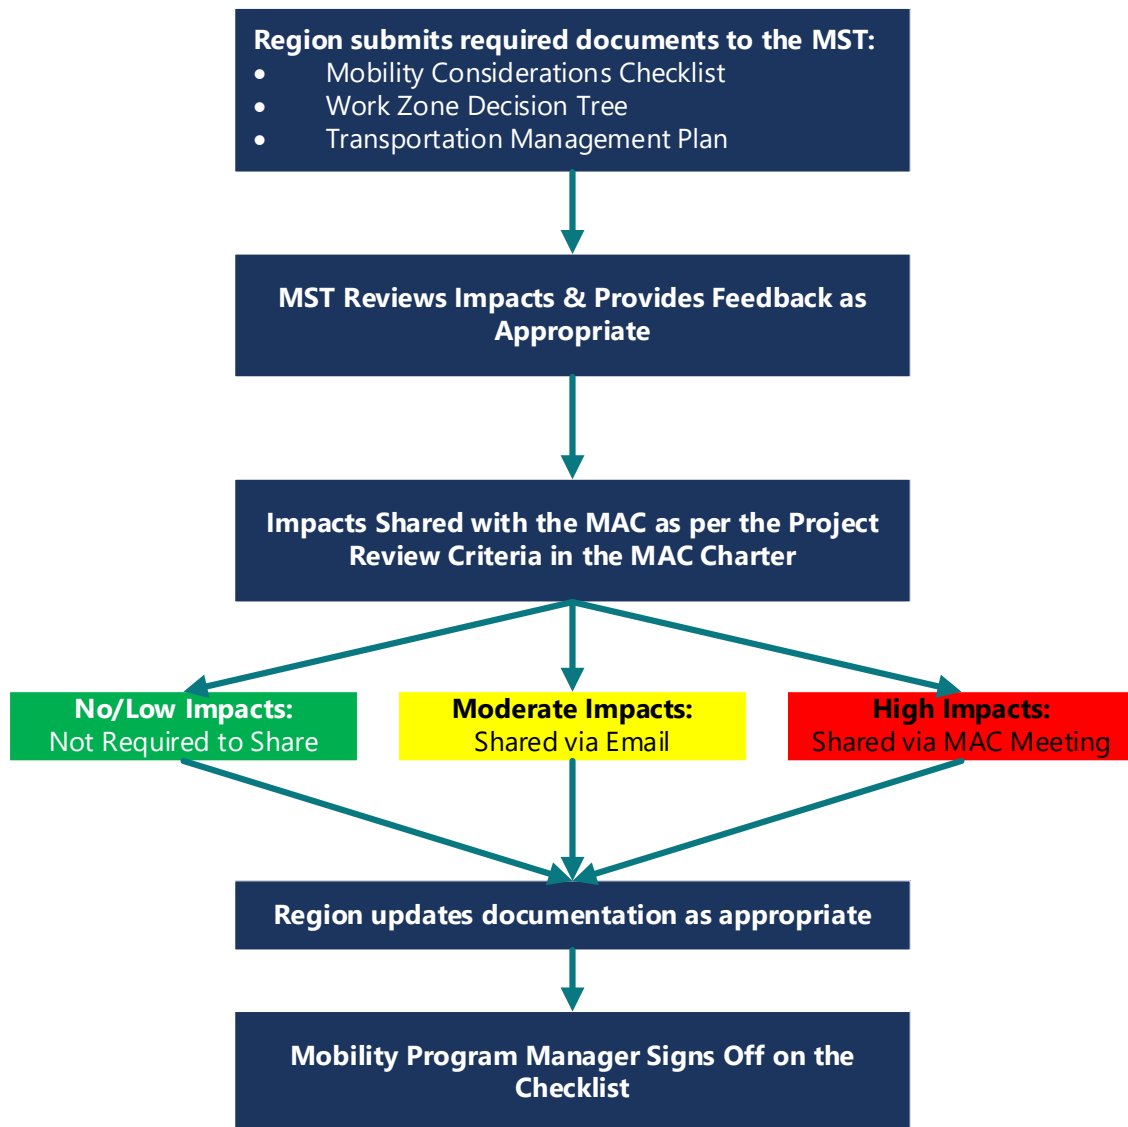 Region submits required documents to the MST:
• Mobility Considerations Checklist
• Work Zone Decision Tree
• Transportation Management Plan
MST Reviews Impacts & Provides Feedback as
Appropriate
Impacts Shared with the MAC as per the Project
Review Criteria in the MAC Charter
No/Low Impacts:
Not Required to Share
Moderate Impacts:
Shared via Email
High Impacts:
Shared via MAC Meeting
Region updates documentation as appropriate
Mobility Program Manager Signs Off on the
Checklist